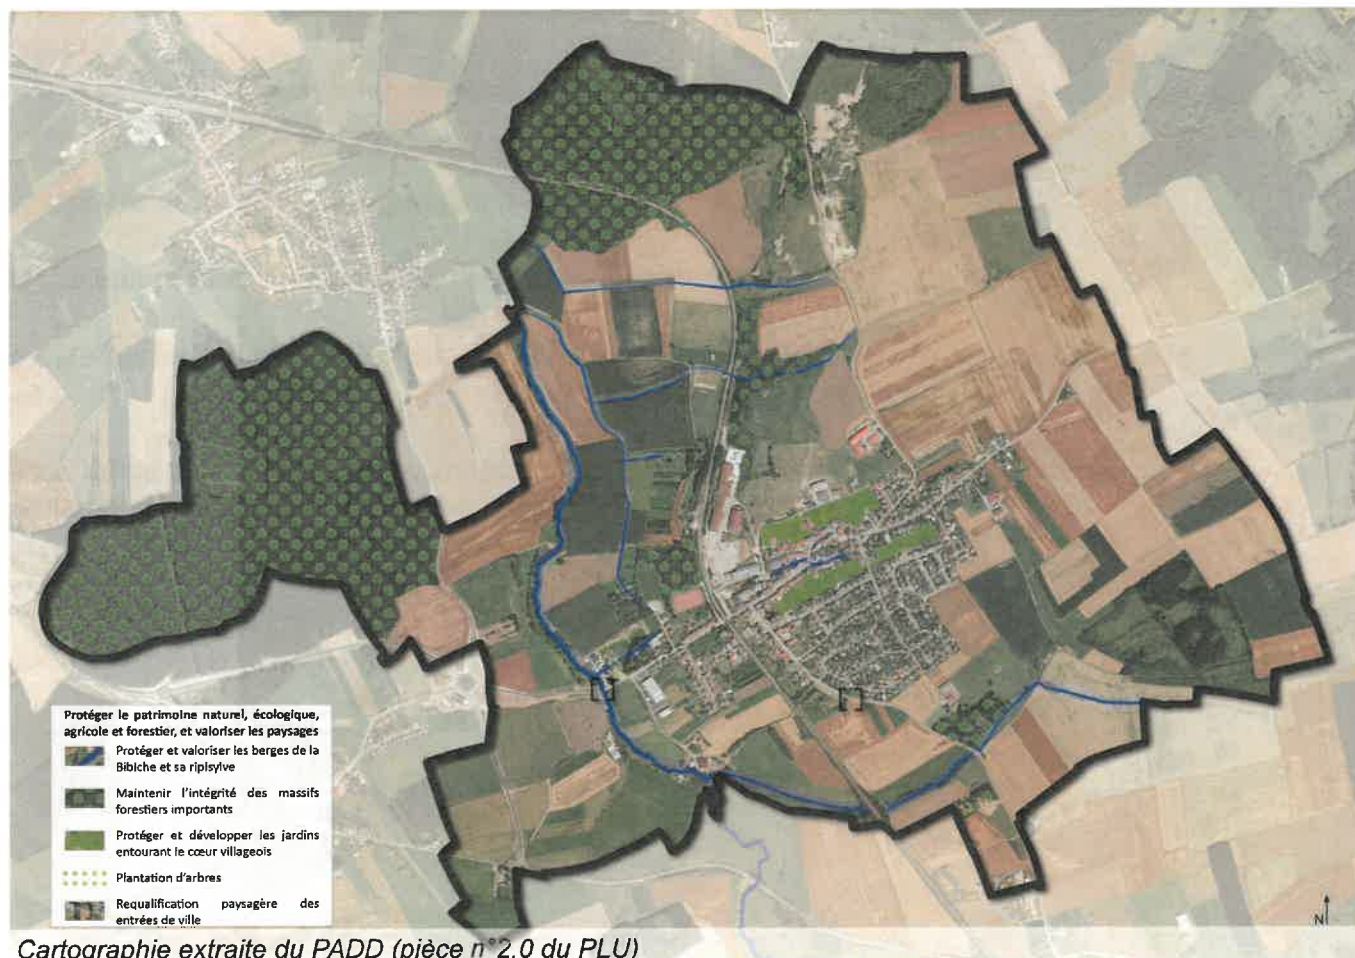 Protéger le patrimoine naturel, écologique,
agricole et forestier, et valoriser les paysages
Protéger et valoriser les berges de la
Bibiche et sa ripisylve
Maintenir l'intégrité des massifs
forestiers importants
Protéger et développer les jardins
entourant le cœur villageois
Plantation d'arbres
Requalification paysagère des
entrées de ville
N
Cartographie extraite du PADD (pièce n°2.0 du PLU)